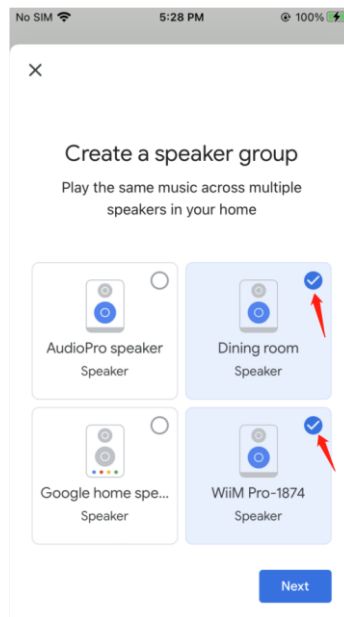 No SIM 5:28 PM 100%
Create a speaker group
Play the same music across multiple
speakers in your home
AudioPro speaker
Speaker
Dining room
Speaker
Google home spe...
Speaker
WiiM Pro-1874
Speaker
Next